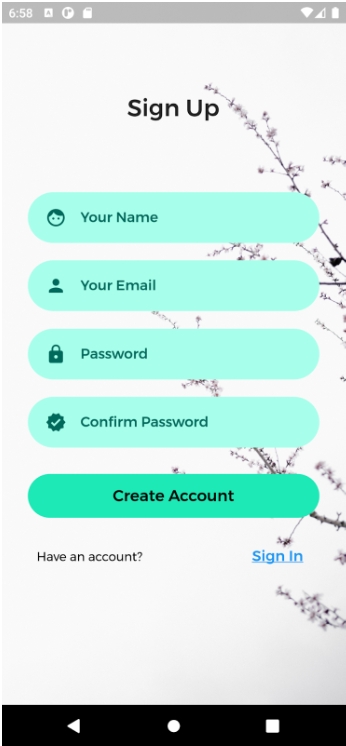 6:58
Sign Up
Your Name
Your Email
Password
Confirm Password
Create Account
Have an account? Sign In